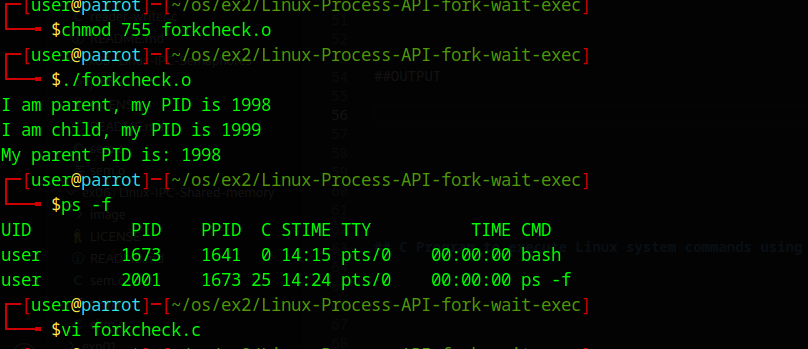 [user@parrot]-[~/os/ex2/Linux-Process-API-fork-wait-exec]
$chmod 755 forkcheck.o
[user@parrot]-[~/os/ex2/Linux-Process-API-fork-wait-exec]
$./forkcheck.o
##OUTPUT
I am parent, my PID is 1998
I am child, my PID is 1999
My parent PID is: 1998
[user@parrot]-[~/os/ex2/Linux-Process-API-fork-wait-exec]
$ps -f
UID PID PPID C STIME TTY TIME CMD
user 1673 1641 0 14:15 pts/0 00:00:00 bash
user 2001 1673 25 14:24 pts/0 00:00:00 ps -f
[user@parrot]-[~/os/ex2/Linux-Process-API-fork-wait-exec]
$vi forkcheck.c